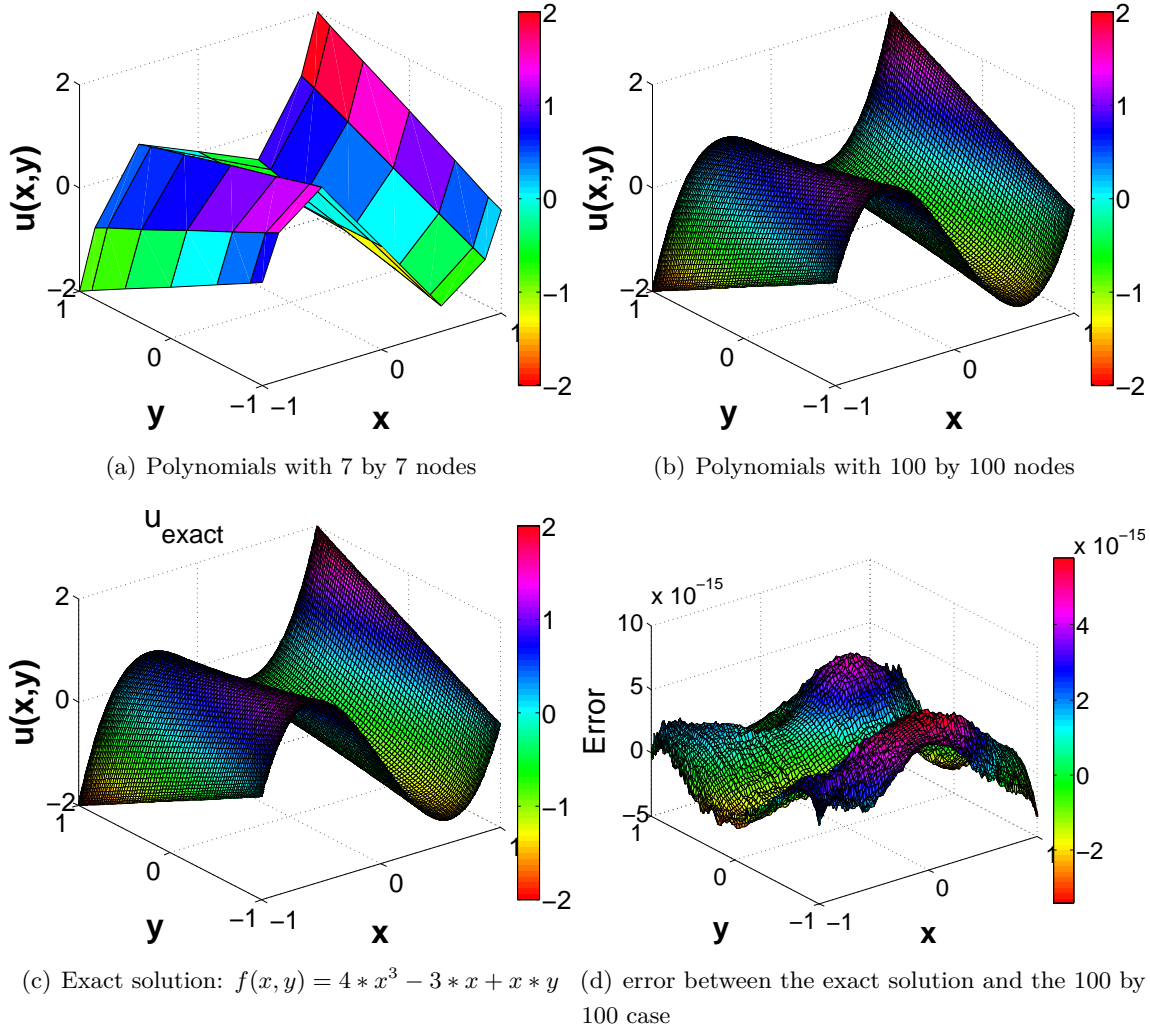 2
0
−2
u(x,y)
1
0
−1
y
−1
0
1
x
2
1
0
−1
−2
(a) Polynomials with 7 by 7 nodes
2
0
−2
u(x,y)
1
0
−1
y
−1
0
1
x
2
1
0
−1
−2
(b) Polynomials with 100 by 100 nodes
u_exact
2
0
−2
u(x,y)
1
0
−1
y
−1
0
1
x
2
1
0
−1
−2
(c) Exact solution: f(x, y) = 4 ∗ x³ − 3 ∗ x + x ∗ y
x 10⁻¹⁵
10
5
0
−5
Error
1
0
−1
y
−1
0
1
x
x 10⁻¹⁵
4
2
0
−2
(d) error between the exact solution and the 100 by
100 case